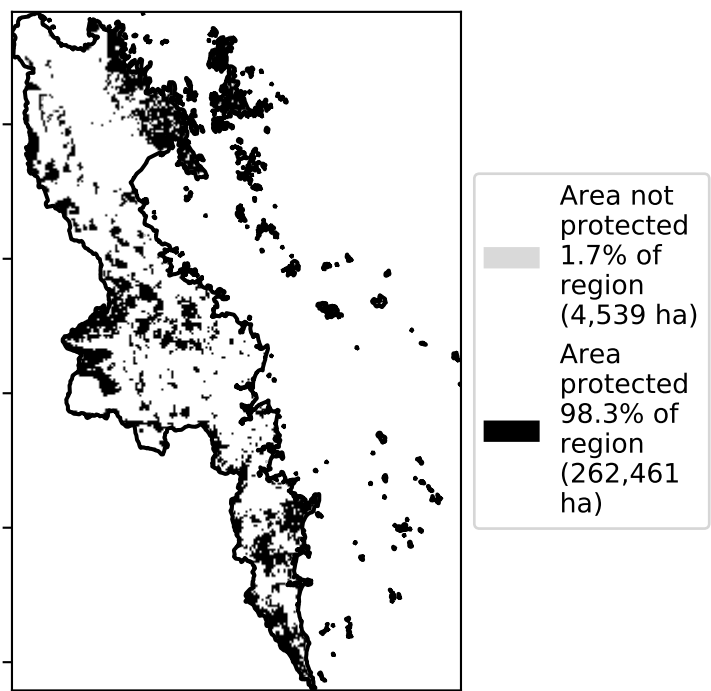 Area not
protected
1.7% of
region
(4,539 ha)
Area
protected
98.3% of
region
(262,461
ha)